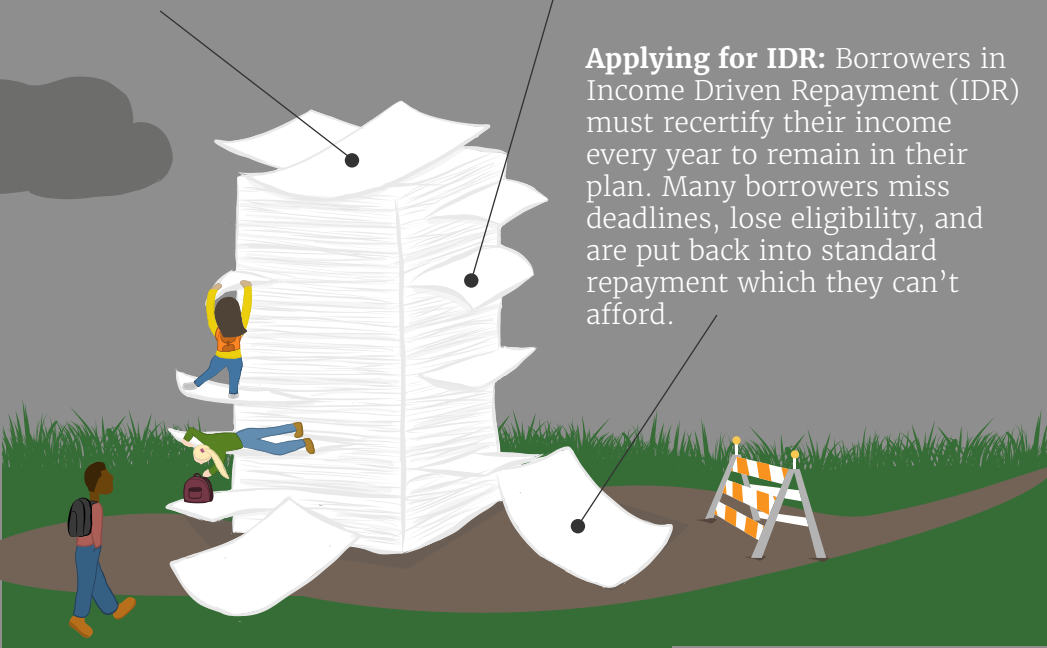 Applying for IDR: Borrowers in
Income Driven Repayment (IDR)
must recertify their income
every year to remain in their
plan. Many borrowers miss
deadlines, lose eligibility, and
are put back into standard
repayment which they can’t
afford.